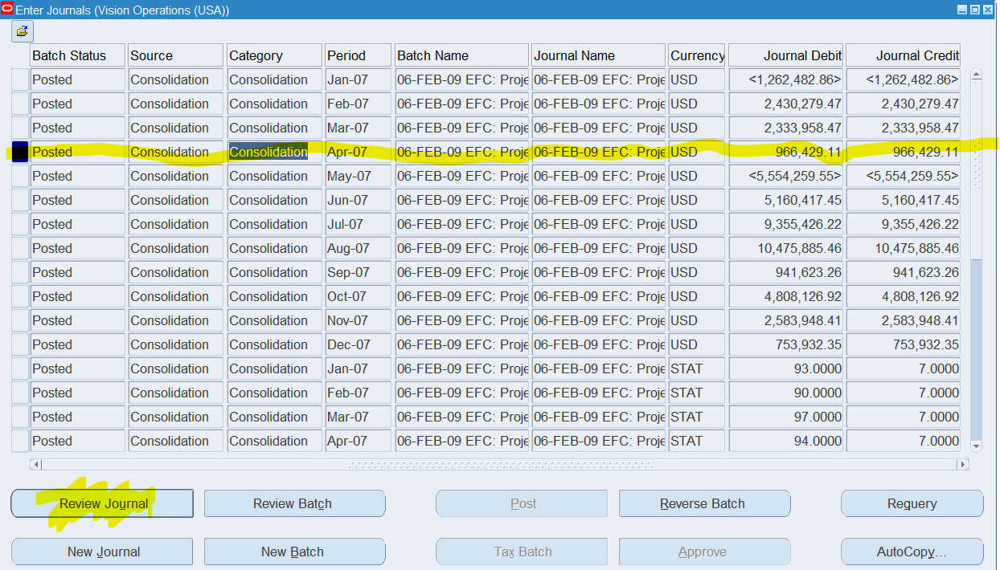 Enter Journals (Vision Operations (USA))
Batch Status Source Category Period Batch Name Journal Name Currency Journal Debit Journal Credit
Posted Consolidation Consolidation Jan-07 06-FEB-09 EFC: Proje 06-FEB-09 EFC: Proje USD <1,262,482.86> <1,262,482.86>
Posted Consolidation Consolidation Feb-07 06-FEB-09 EFC: Proje 06-FEB-09 EFC: Proje USD 2,430,279.47 2,430,279.47
Posted Consolidation Consolidation Mar-07 06-FEB-09 EFC: Proje 06-FEB-09 EFC: Proje USD 2,333,958.47 2,333,958.47
Posted Consolidation Consolidation Apr-07 06-FEB-09 EFC: Proje 06-FEB-09 EFC: Proje USD 966,429.11 966,429.11
Posted Consolidation Consolidation May-07 06-FEB-09 EFC: Proje 06-FEB-09 EFC: Proje USD <5,554,259.55> <5,554,259.55>
Posted Consolidation Consolidation Jun-07 06-FEB-09 EFC: Proje 06-FEB-09 EFC: Proje USD 5,160,417.45 5,160,417.45
Posted Consolidation Consolidation Jul-07 06-FEB-09 EFC: Proje 06-FEB-09 EFC: Proje USD 9,355,426.22 9,355,426.22
Posted Consolidation Consolidation Aug-07 06-FEB-09 EFC: Proje 06-FEB-09 EFC: Proje USD 10,475,885.46 10,475,885.46
Posted Consolidation Consolidation Sep-07 06-FEB-09 EFC: Proje 06-FEB-09 EFC: Proje USD 941,623.26 941,623.26
Posted Consolidation Consolidation Oct-07 06-FEB-09 EFC: Proje 06-FEB-09 EFC: Proje USD 4,808,126.92 4,808,126.92
Posted Consolidation Consolidation Nov-07 06-FEB-09 EFC: Proje 06-FEB-09 EFC: Proje USD 2,583,948.41 2,583,948.41
Posted Consolidation Consolidation Dec-07 06-FEB-09 EFC: Proje 06-FEB-09 EFC: Proje USD 753,932.35 753,932.35
Posted Consolidation Consolidation Jan-07 06-FEB-09 EFC: Proje 06-FEB-09 EFC: Proje STAT 93.0000 7.0000
Posted Consolidation Consolidation Feb-07 06-FEB-09 EFC: Proje 06-FEB-09 EFC: Proje STAT 90.0000 7.0000
Posted Consolidation Consolidation Mar-07 06-FEB-09 EFC: Proje 06-FEB-09 EFC: Proje STAT 97.0000 7.0000
Posted Consolidation Consolidation Apr-07 06-FEB-09 EFC: Proje 06-FEB-09 EFC: Proje STAT 94.0000 7.0000
Review Journal Review Batch Post Reverse Batch Requery
New Journal New Batch Tax Batch Approve AutoCopy...